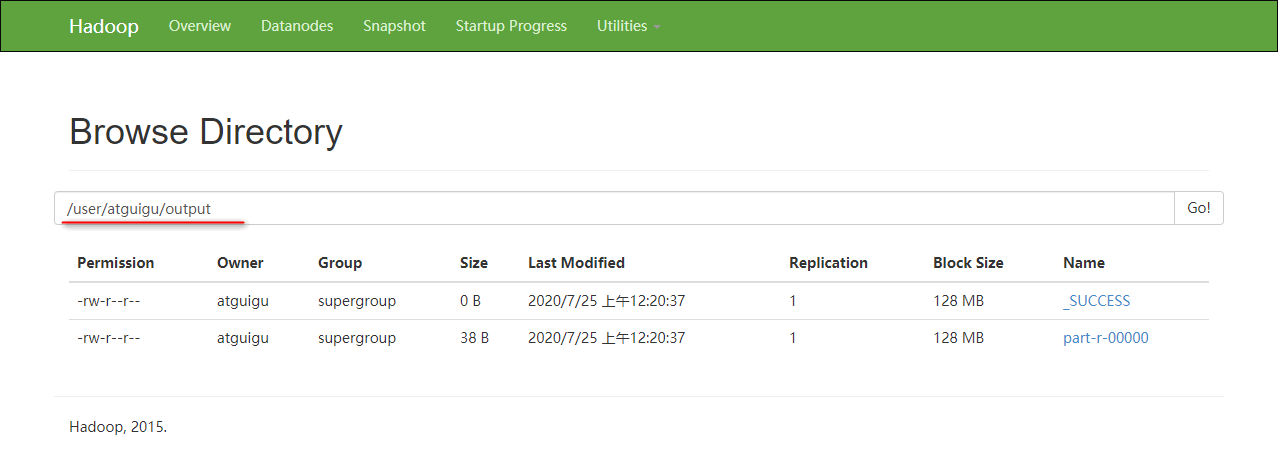 Hadoop Overview Datanodes Snapshot Startup Progress Utilities
Browse Directory
/user/atguigu/output Go!
Permission Owner Group Size Last Modified Replication Block Size Name
-rw-r--r-- atguigu supergroup 0 B 2020/7/25 上午12:20:37 1 128 MB _SUCCESS
-rw-r--r-- atguigu supergroup 38 B 2020/7/25 上午12:20:37 1 128 MB part-r-00000
Hadoop, 2015.